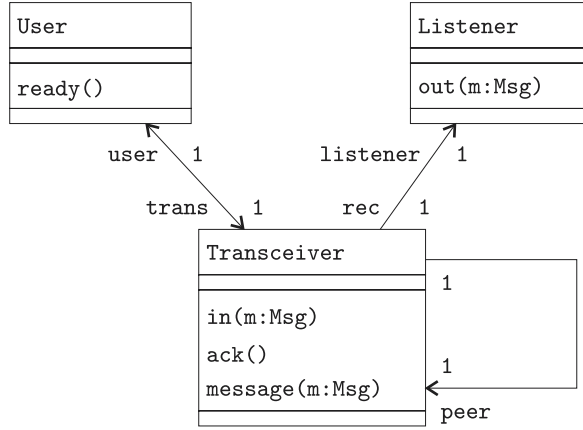 User
Listener
ready()
out(m:Msg)
user 1
listener 1
trans 1
rec 1
Transceiver
1
in(m:Msg)
ack()
1
message(m:Msg)
peer